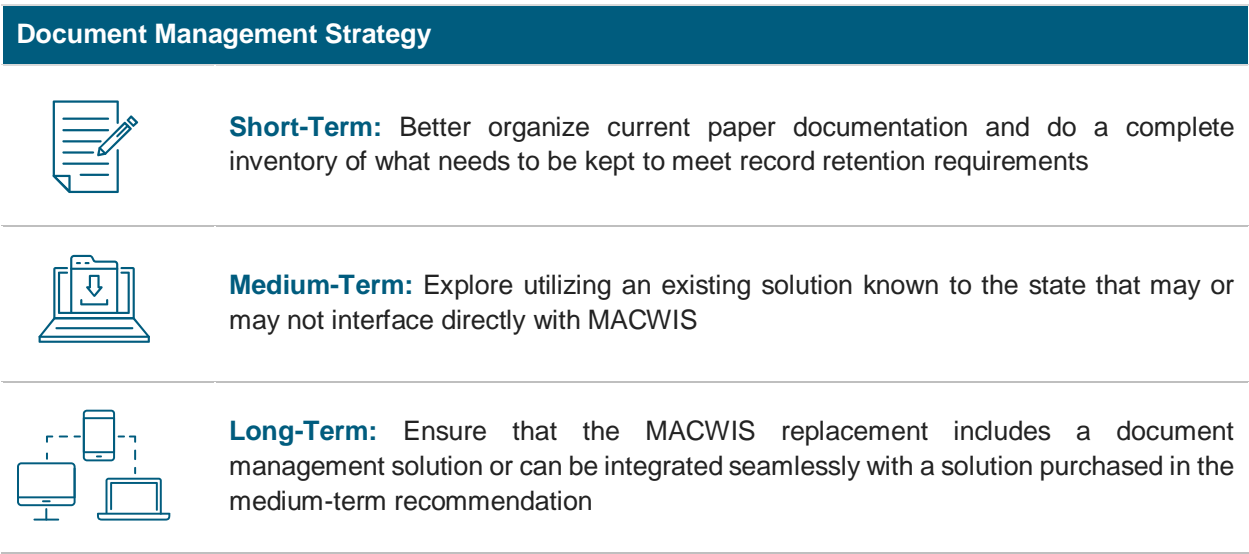 Document Management Strategy
Short-Term: Better organize current paper documentation and do a complete
inventory of what needs to be kept to meet record retention requirements
Medium-Term: Explore utilizing an existing solution known to the state that may or
may not interface directly with MACWIS
Long-Term: Ensure that the MACWIS replacement includes a document
management solution or can be integrated seamlessly with a solution purchased in the
medium-term recommendation